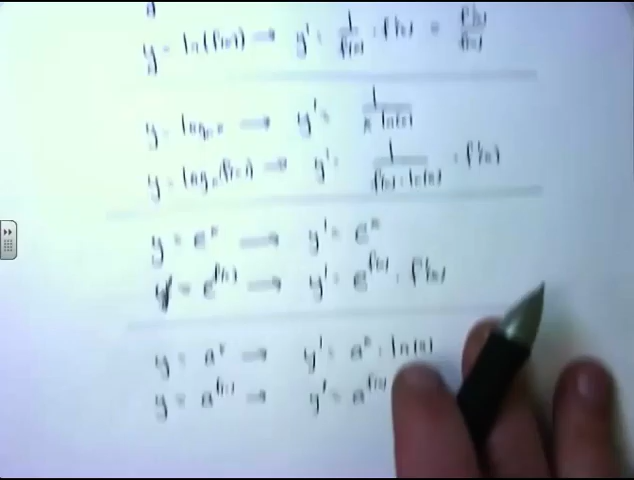 y = ln(f(x)) → y' = 1/f(x) · f'(x) = f'(x)/f(x)
y = logₐ x → y' = 1/(x ln(a))
y = logₐ(f(x)) → y' = 1/(f(x) · ln(a)) · f'(x)
y = eˣ → y' = eˣ
y = e^f(x) → y' = e^f(x) · f'(x)
y = aˣ → y' = aˣ · ln(a)
y = a^f(x) → y' = a^f(x)